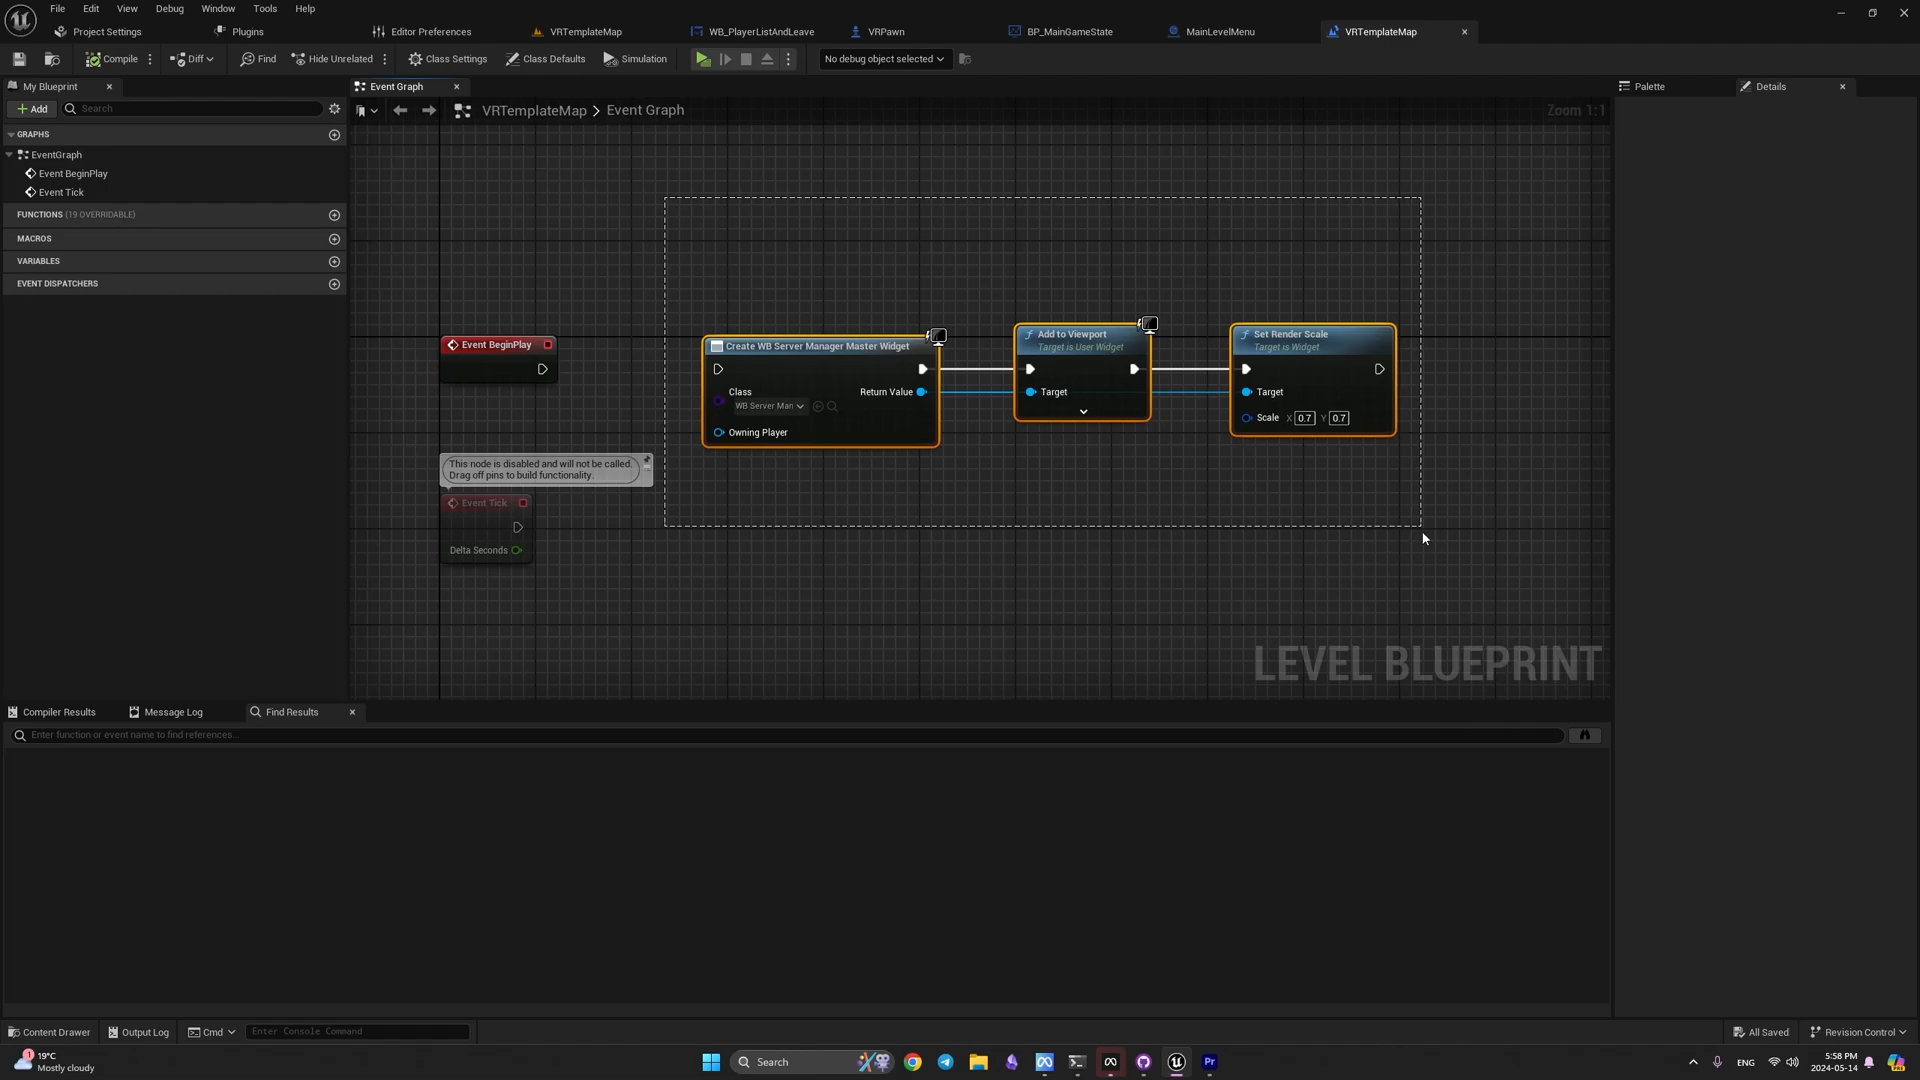 File Edit View Debug Window Tools Help
Project Settings Plugins Editor Preferences VRTemplateMap WB_PlayerListAndLeave VRPawn BP_MainGameState MainLevelMenu VRTemplateMap
Compile Diff Find Hide Unrelated Class Settings Class Defaults Simulation No debug object selected
My Blueprint Event Graph Palette Details
Add Search
VRTemplateMap > Event Graph Zoom 1:1
GRAPHS
EventGraph
Event BeginPlay
Event Tick
FUNCTIONS (19 OVERRIDABLE)
MACROS
VARIABLES
EVENT DISPATCHERS
Event BeginPlay
Create WB Server Manager Master Widget
Class
WB Server Man
Return Value
Owning Player
Add to Viewport
Target is User Widget
Target
Set Render Scale
Target is Widget
Target
Scale X 0.7 Y 0.7
This node is disabled and will not be called.
Drag off pins to build functionality.
Event Tick
Delta Seconds
LEVEL BLUEPRINT
Compiler Results Message Log Find Results
Enter function or event name to find references...
Content Drawer Output Log Cmd Enter Console Command All Saved Revision Control
1
19°C
Mostly cloudy
Search
Pr
ENG
5:58 PM
2024-05-14